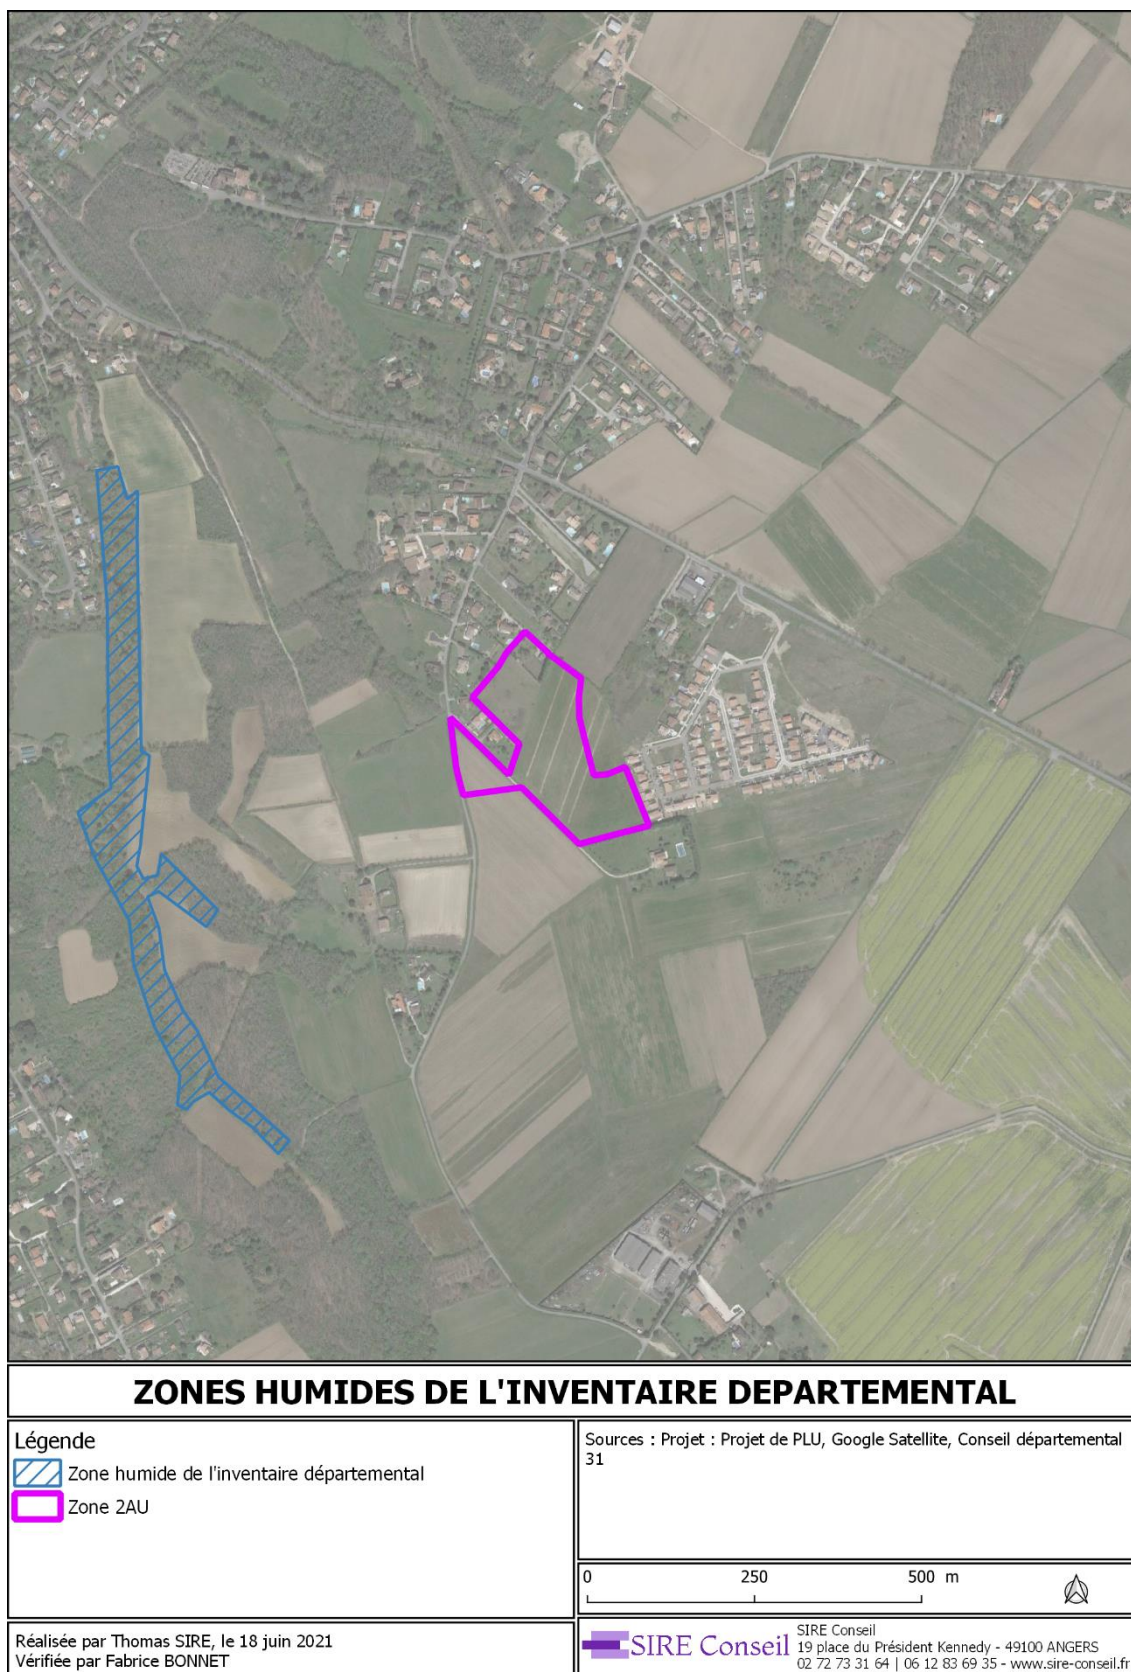 ZONES HUMIDES DE L'INVENTAIRE DEPARTEMENTAL
Légende
Zone humide de l'inventaire départemental
Zone 2AU
Sources : Projet : Projet de PLU, Google Satellite, Conseil départemental
31
0 250 500 m
Réalisée par Thomas SIRE, le 18 juin 2021
Vérifiée par Fabrice BONNET
SIRE Conseil
SIRE Conseil
19 place du Président Kennedy - 49100 ANGERS
02 72 73 31 64 | 06 12 83 69 35 - www.sire-conseil.fr